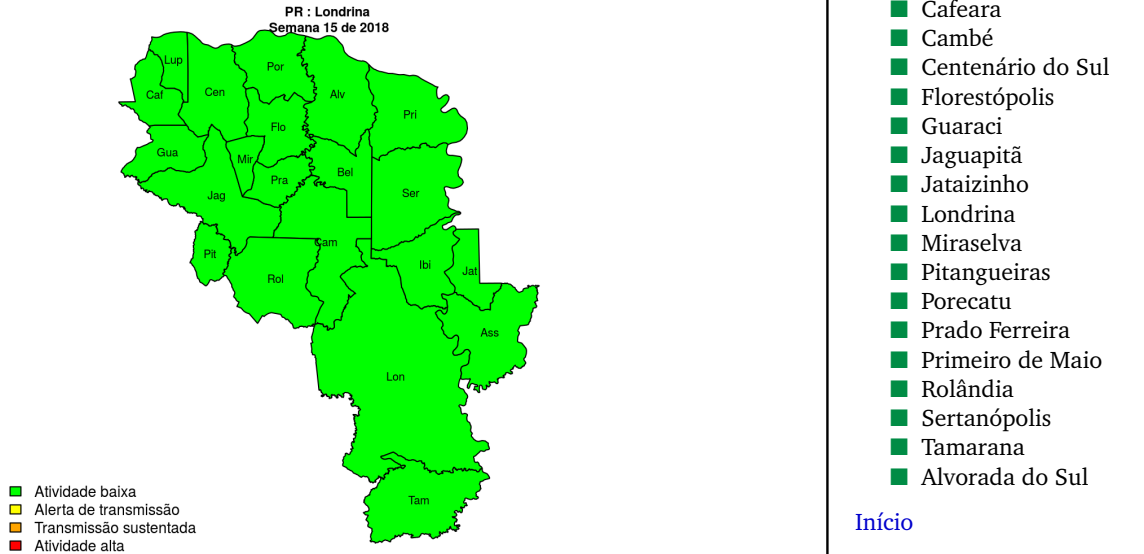 PR : Londrina
Semana 15 de 2018
Lup
Por
Caf
Cen
Alv
Pri
Flo
Gua
Mir
Bel
Pra
Jag
Ser
Cam
Pit
Ibi
Jat
Rol
Ass
Lon
Tam
Atividade baixa
Alerta de transmissão
Transmissão sustentada
Atividade alta
Cafeara
Cambé
Centenário do Sul
Florestópolis
Guaraci
Jaguapitã
Jataizinho
Londrina
Miraselva
Pitangueiras
Porecatu
Prado Ferreira
Primeiro de Maio
Rolândia
Sertanópolis
Tamarana
Alvorada do Sul
Início